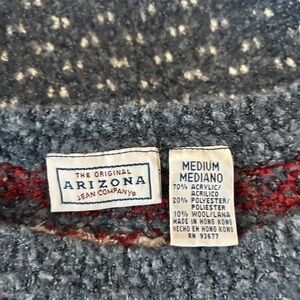 THE ORIGINAL
ARIZONA
JEAN COMPANY®
MEDIUM
MEDIANO
70% ACRYLIC/
ACRILICO
20% POLYESTER/
POLIESTER
10% WOOL/LANA
MADE IN HONG KONG
HECHO EN HONG KONG
RN 93677